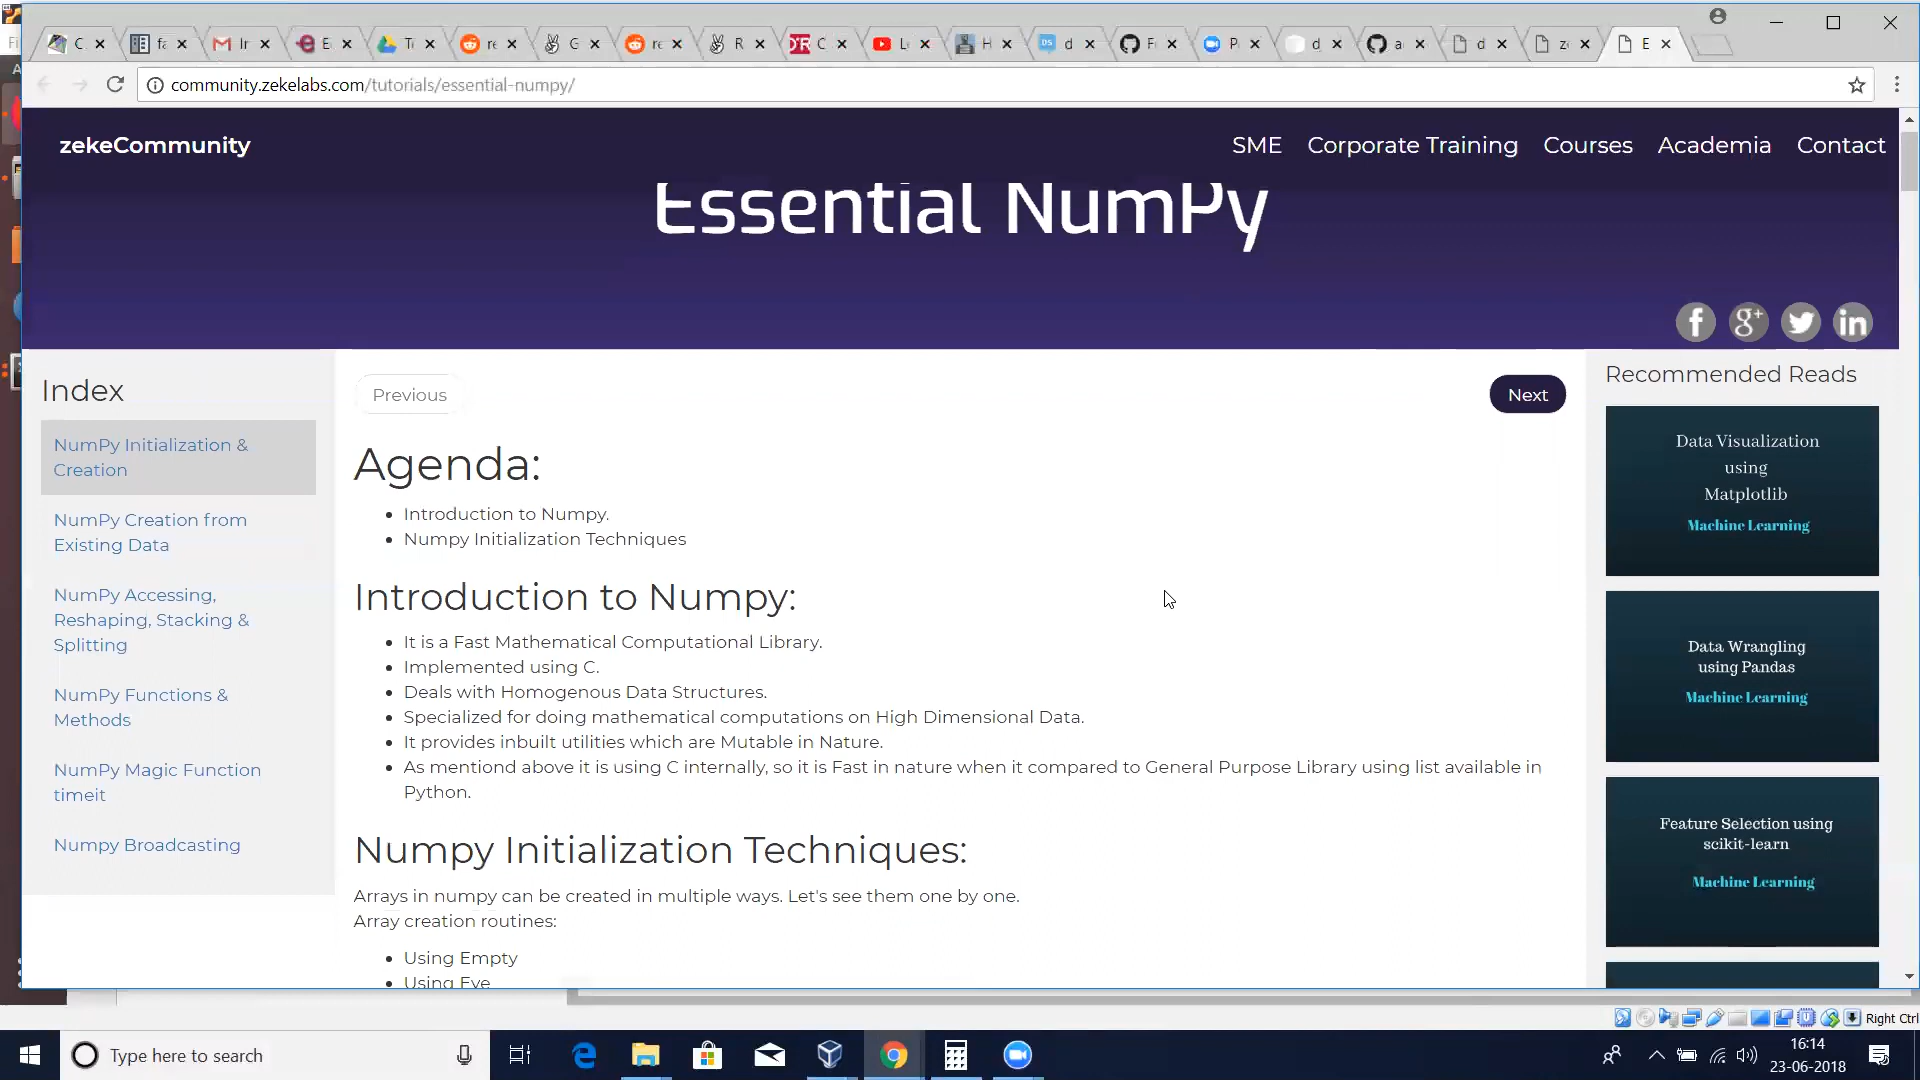 C
fa
Ir
E
Te
re
G
re
R
C
L
H
d
F
P
d
a
d
z
E
community.zekelabs.com/tutorials/essential-numpy/
zekeCommunity
SME
Corporate Training
Courses
Academia
Contact
Essential NumPy
Index
Previous
Next
Recommended Reads
NumPy Initialization &
Creation
NumPy Creation from
Existing Data
NumPy Accessing,
Reshaping, Stacking &
Splitting
NumPy Functions &
Methods
NumPy Magic Function
timeit
Numpy Broadcasting
Agenda:
Introduction to Numpy.
Numpy Initialization Techniques
Introduction to Numpy:
It is a Fast Mathematical Computational Library.
Implemented using C.
Deals with Homogenous Data Structures.
Specialized for doing mathematical computations on High Dimensional Data.
It provides inbuilt utilities which are Mutable in Nature.
As mentiond above it is using C internally, so it is Fast in nature when it compared to General Purpose Library using list available in
Python.
Numpy Initialization Techniques:
Arrays in numpy can be created in multiple ways. Let's see them one by one.
Array creation routines:
Using Empty
Using Eye
Data Visualization
using
Matplotlib
Machine Learning
Data Wrangling
using Pandas
Machine Learning
Feature Selection using
scikit-learn
Machine Learning
Right Ctrl
Type here to search
16:14
23-06-2018